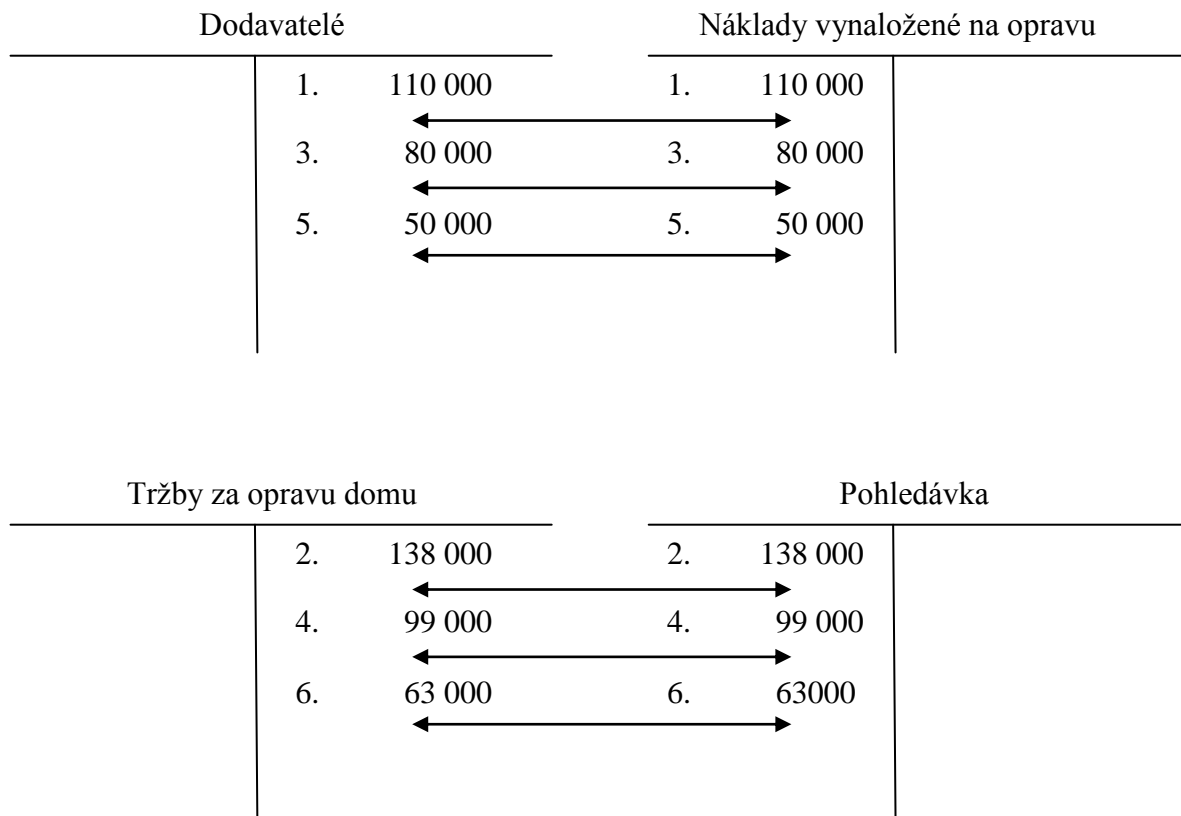 Dodavatelé Náklady vynaložené na opravu
1. 110 000 1. 110 000
3. 80 000 3. 80 000
5. 50 000 5. 50 000
Tržby za opravu domu Pohledávka
2. 138 000 2. 138 000
4. 99 000 4. 99 000
6. 63 000 6. 63000